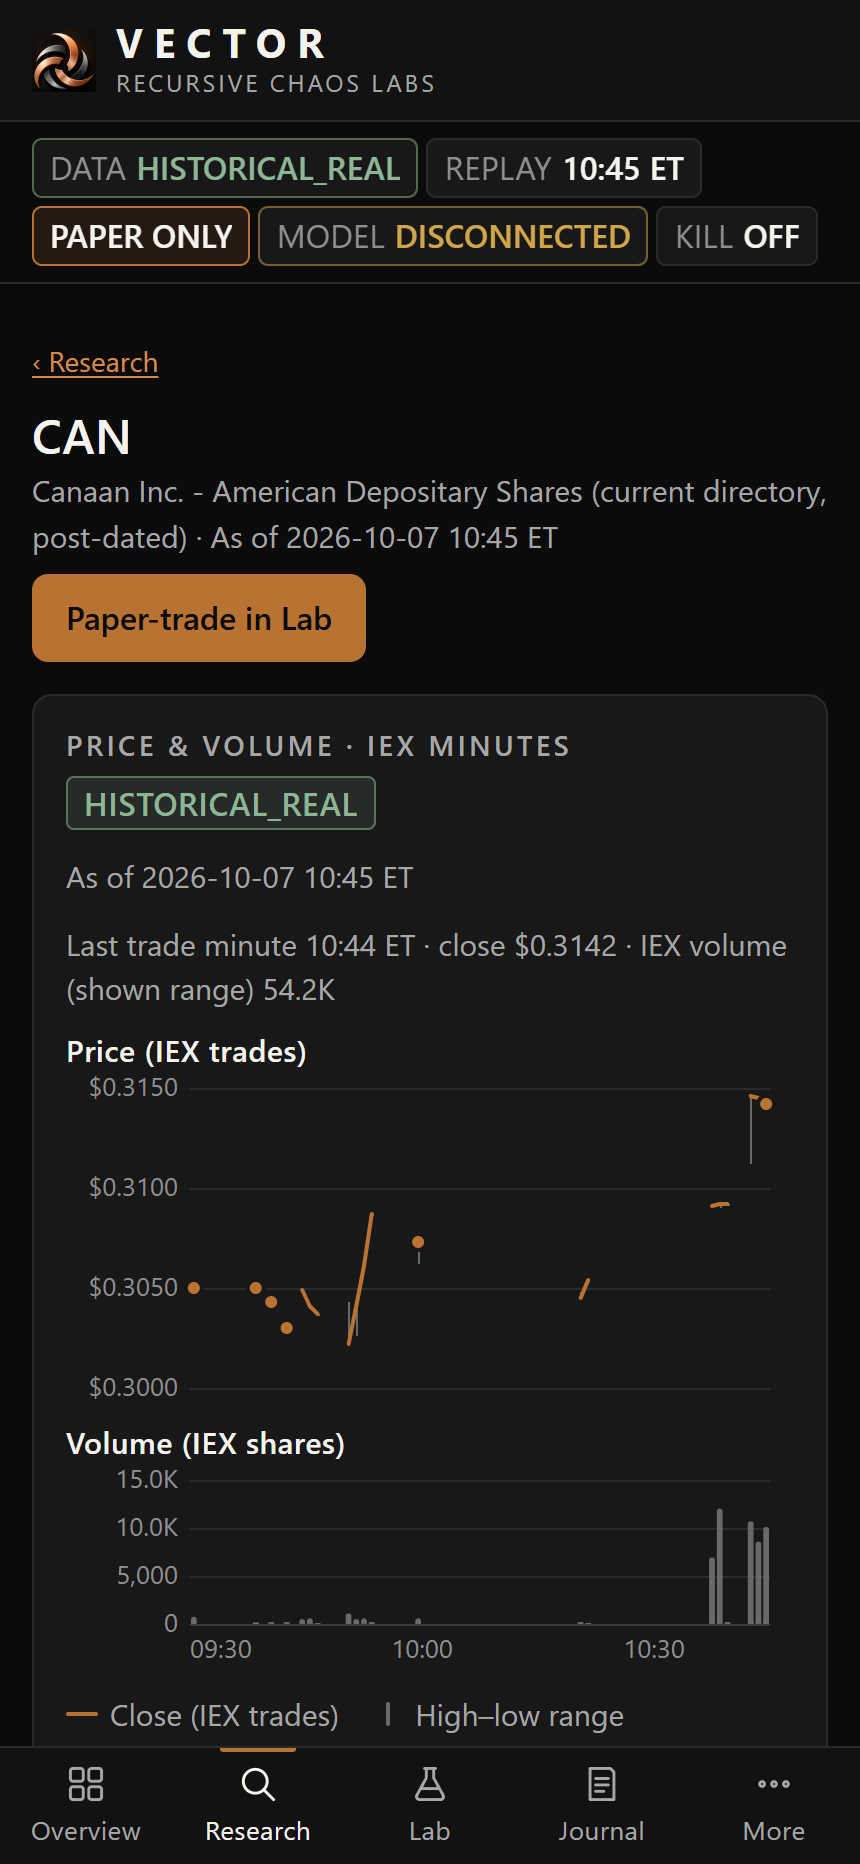 VECTOR
RECURSIVE CHAOS LABS
DATA HISTORICAL_REAL
REPLAY 10:45 ET
PAPER ONLY
MODEL DISCONNECTED
KILL OFF
‹ Research
CAN
Canaan Inc. - American Depositary Shares (current directory,
post-dated) · As of 2026-10-07 10:45 ET
Paper-trade in Lab
PRICE & VOLUME · IEX MINUTES
HISTORICAL_REAL
As of 2026-10-07 10:45 ET
Last trade minute 10:44 ET · close $0.3142 · IEX volume
(shown range) 54.2K
Price (IEX trades)
$0.3150
$0.3100
$0.3050
$0.3000
Volume (IEX shares)
15.0K
10.0K
5,000
0
09:30 10:00 10:30
Close (IEX trades) High–low range
Overview Research Lab Journal More